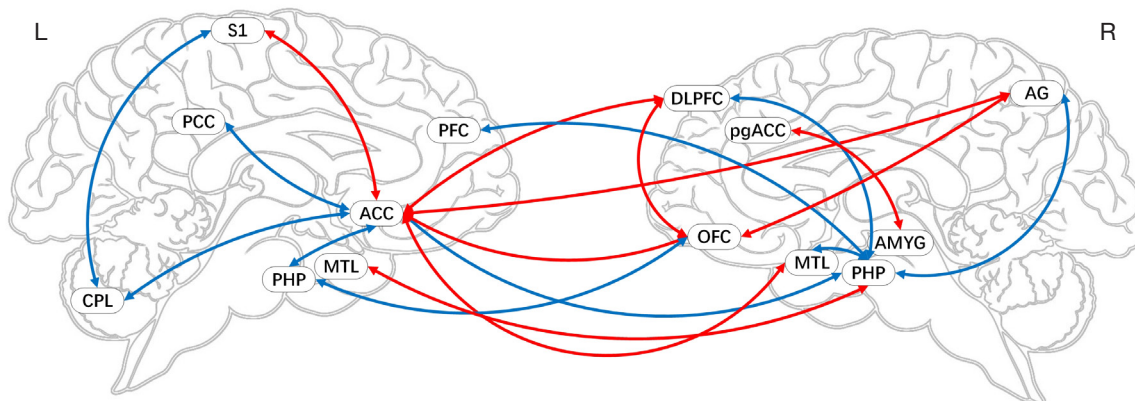 L
R
S1
PCC
PFC
ACC
MTL
PHP
CPL
DLPFC
AG
pgACC
OFC
AMYG
MTL
PHP